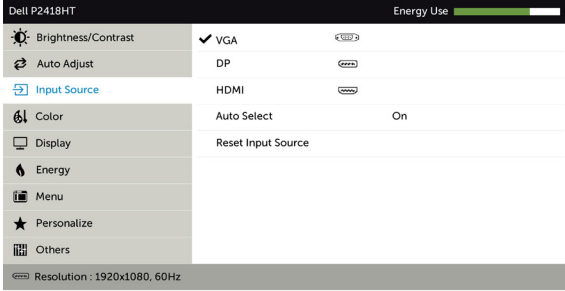 Dell P2418HT Energy Use
Brightness/Contrast
Auto Adjust
Input Source
Color
Display
Energy
Menu
Personalize
Others
VGA
DP
HDMI
Auto Select On
Reset Input Source
Resolution : 1920x1080, 60Hz